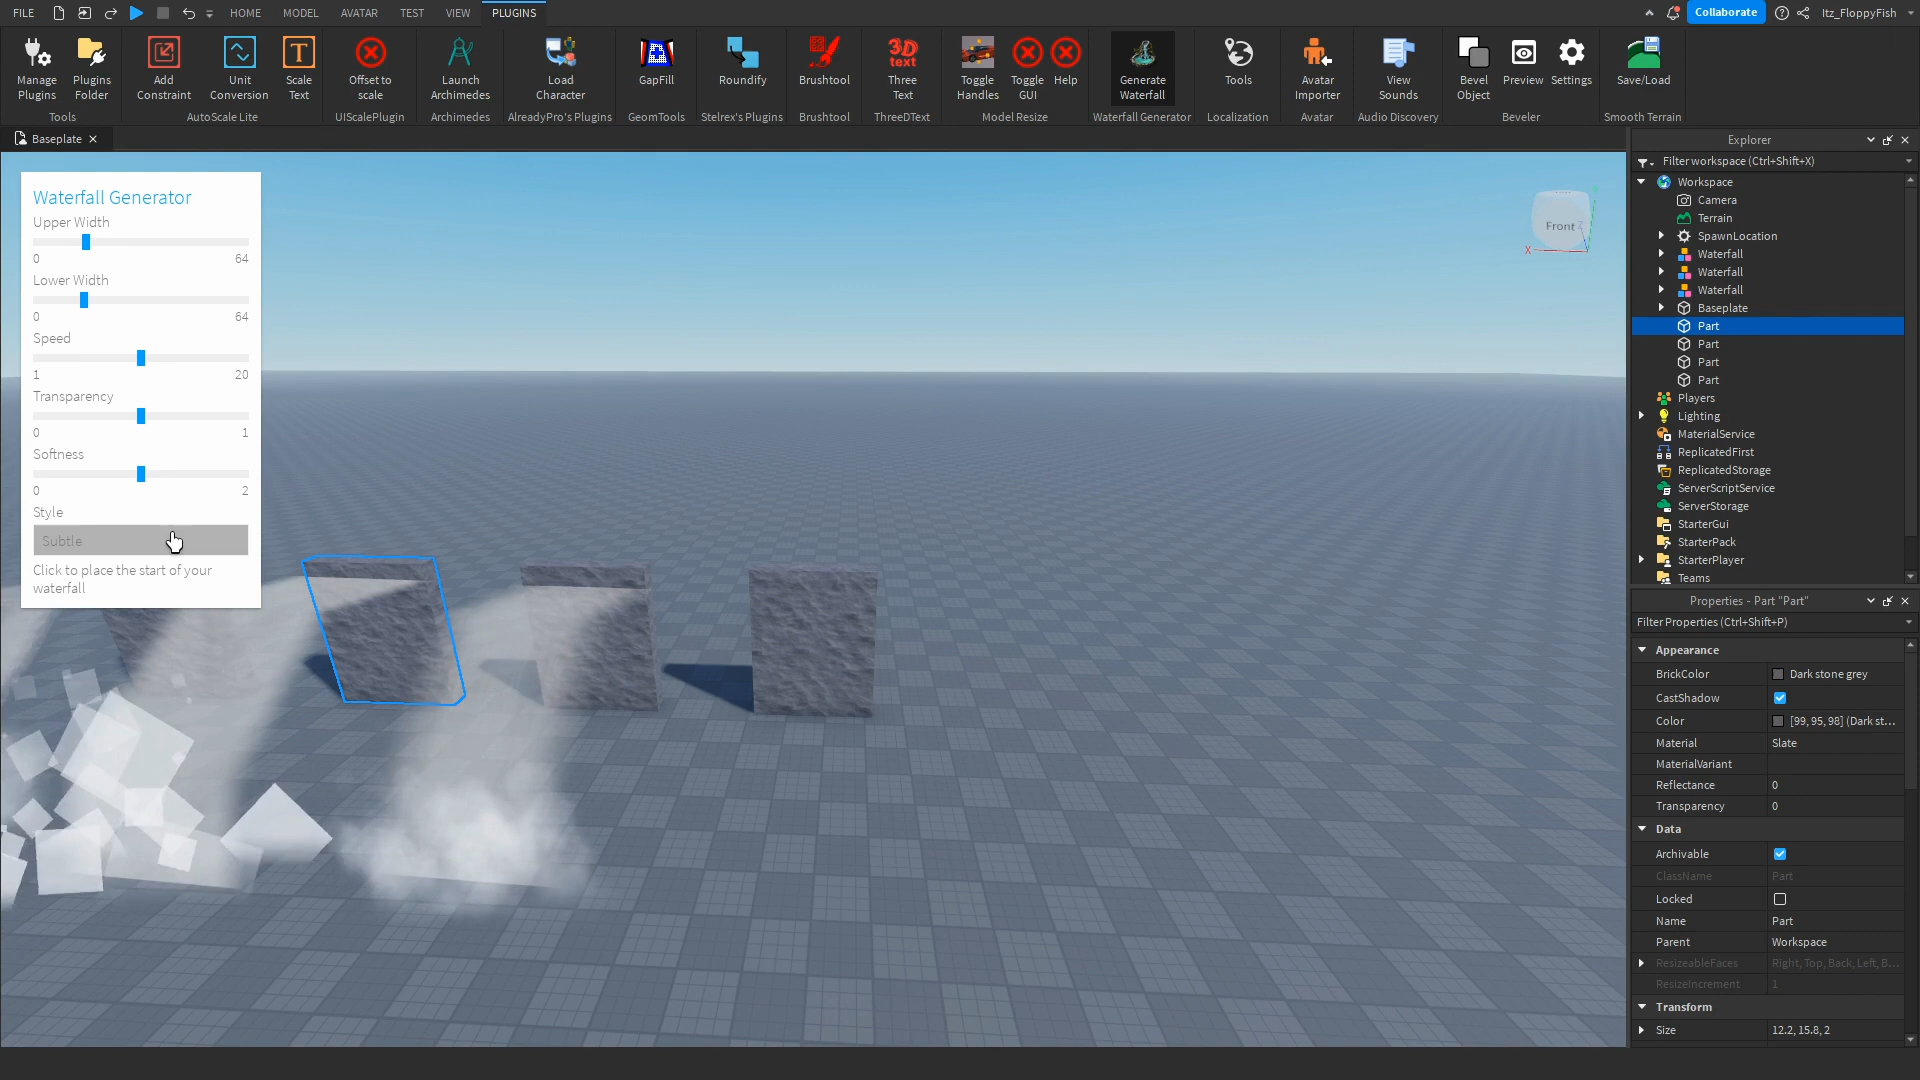 FILE HOME MODEL AVATAR TEST VIEW PLUGINS Collaborate Itz_FloppyFish
Manage Plugins
Plugins Folder
Tools
Add Constraint
Unit Conversion
Scale Text
AutoScale Lite
Offset to scale
UIScalePlugin
Launch Archimedes
Archimedes
Load Character
AlreadyPro's Plugins
GapFill
GeomTools
Roundify
Stelrex's Plugins
Brushtool
Brushtool
3D text
Three Text
ThreeDText
Toggle Handles
Toggle GUI
Help
Model Resize
Generate Waterfall
Waterfall Generator
Tools
Localization
Avatar Importer
Avatar
View Sounds
Audio Discovery
Bevel Object
Preview
Settings
Beveler
Save/Load
Smooth Terrain
Baseplate
Waterfall Generator
Upper Width
0 64
Lower Width
0 64
Speed
1 20
Transparency
0 1
Softness
0 2
Style
Subtle
Click to place the start of your
waterfall
Front
X
Z
Explorer
Filter workspace (Ctrl+Shift+X)
Workspace
Camera
Terrain
SpawnLocation
Waterfall
Waterfall
Waterfall
Baseplate
Part
Part
Part
Part
Players
Lighting
MaterialService
ReplicatedFirst
ReplicatedStorage
ServerScriptService
ServerStorage
StarterGui
StarterPack
StarterPlayer
Teams
Properties - Part "Part"
Filter Properties (Ctrl+Shift+P)
Appearance
BrickColor Dark stone grey
CastShadow
Color [99, 95, 98] (Dark st...
Material Slate
MaterialVariant
Reflectance 0
Transparency 0
Data
Archivable
ClassName Part
Locked
Name Part
Parent Workspace
ResizeableFaces Right, Top, Back, Left, B...
ResizeIncrement 1
Transform
Size 12.2, 15.8, 2